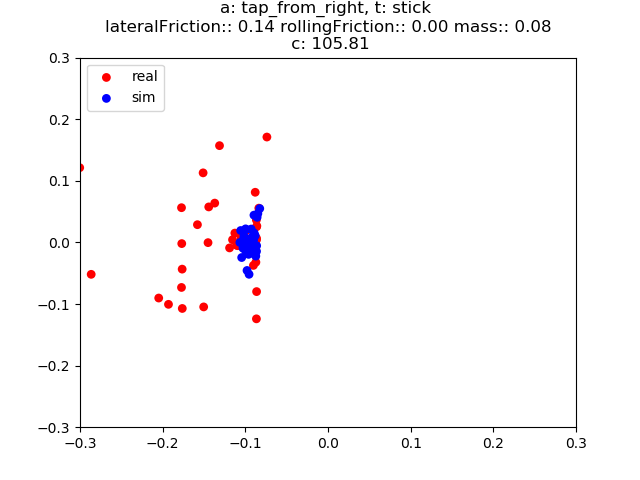 a: tap_from_right, t: stick
lateralFriction:: 0.14 rollingFriction:: 0.00 mass:: 0.08
c: 105.81
real
sim
0.3
0.2
0.1
0.0
−0.1
−0.2
−0.3
−0.3 −0.2 −0.1 0.0 0.1 0.2 0.3